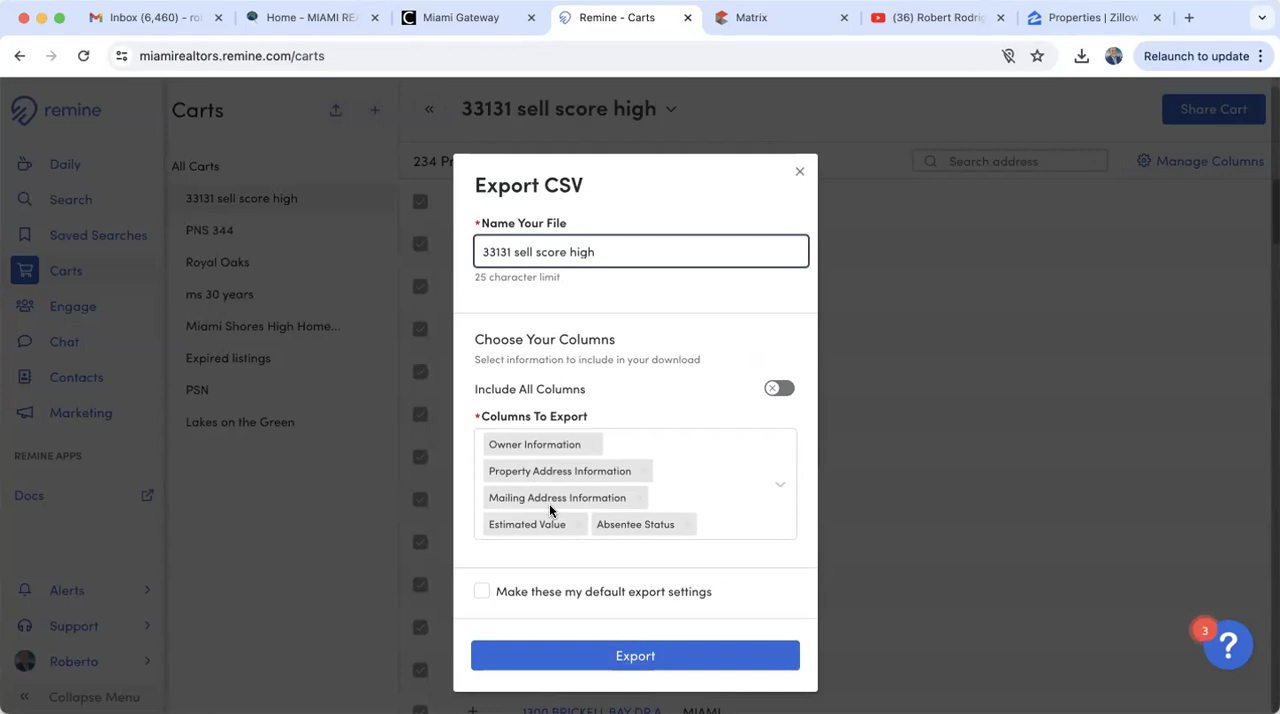 Inbox (6,460) - ro
Home - MIAMI RE
Miami Gateway
Remine - Carts
Matrix
(36) Robert Rodri
Properties | Zillow
miamirealtors.remine.com/carts
Relaunch to update
remine
Daily
Search
Saved Searches
Carts
Engage
Chat
Contacts
Marketing
REMINE APPS
Docs
Alerts
Support
Roberto
Collapse Menu
Carts
All Carts
33131 sell score high
PNS 344
Royal Oaks
ms 30 years
Miami Shores High Home...
Expired listings
PSN
Lakes on the Green
33131 sell score high
Share Cart
234 Pr
Search address
Manage Columns
Export CSV
*Name Your File
33131 sell score high
25 character limit
Choose Your Columns
Select information to include in your download
Include All Columns
*Columns To Export
Owner Information
Property Address Information
Mailing Address Information
Estimated Value Absentee Status
Make these my default export settings
Export
3
?
1300 BRICKELL BAY DR A MIAMI